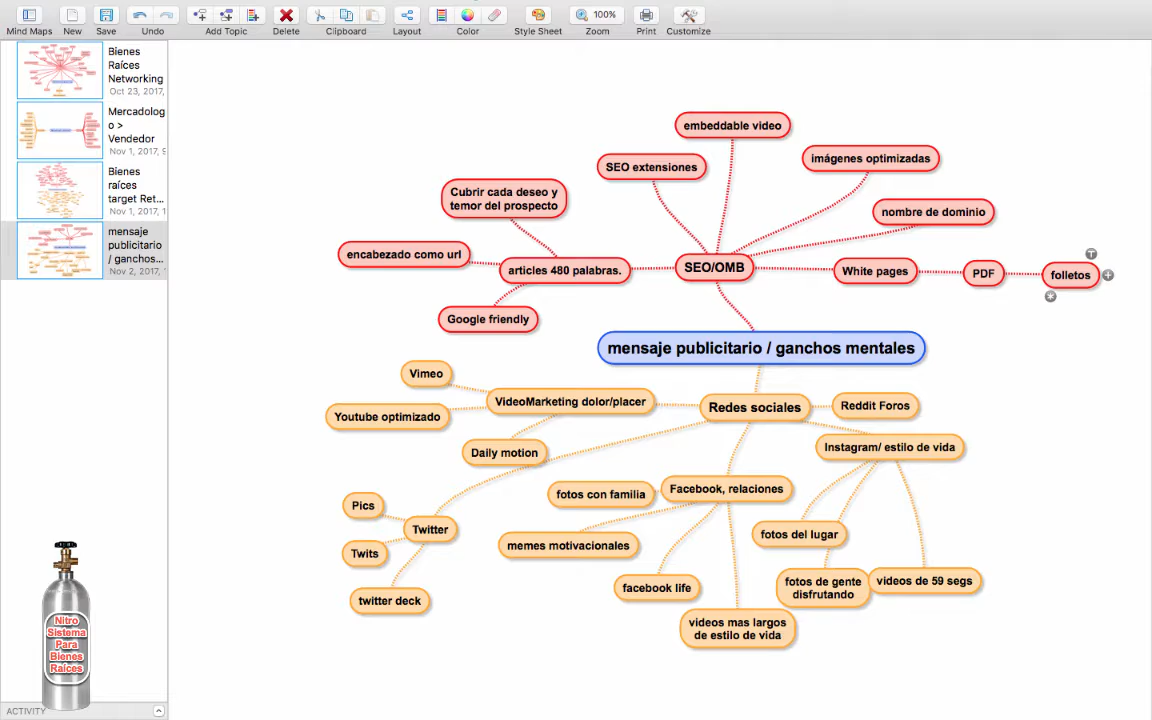 Mind Maps
New
Save
Undo
Add Topic
Delete
Clipboard
Layout
Color
Style Sheet
100%
Zoom
Print
Customize
Bienes
Raíces
Networking
Oct 23, 2017,
Mercadolog
o >
Vendedor
Nov 1, 2017, 9
Bienes
raíces
target Ret...
Nov 1, 2017, 1
mensaje
publicitario
/ ganchos...
Nov 2, 2017, 1
embeddable video
SEO extensiones
imágenes optimizadas
Cubrir cada deseo y
temor del prospecto
nombre de dominio
encabezado como url
articles 480 palabras.
SEO/OMB
White pages
PDF
folletos
Google friendly
mensaje publicitario / ganchos mentales
Vimeo
VideoMarketing dolor/placer
Youtube optimizado
Redes sociales
Reddit Foros
Daily motion
Instagram/ estilo de vida
fotos con familia
Facebook, relaciones
Pics
Twitter
Twits
twitter deck
memes motivacionales
fotos del lugar
facebook life
fotos de gente
disfrutando
videos de 59 segs
videos mas largos
de estilo de vida
Nitro
Sistema
Para
Bienes
Raíces
ACTIVITY